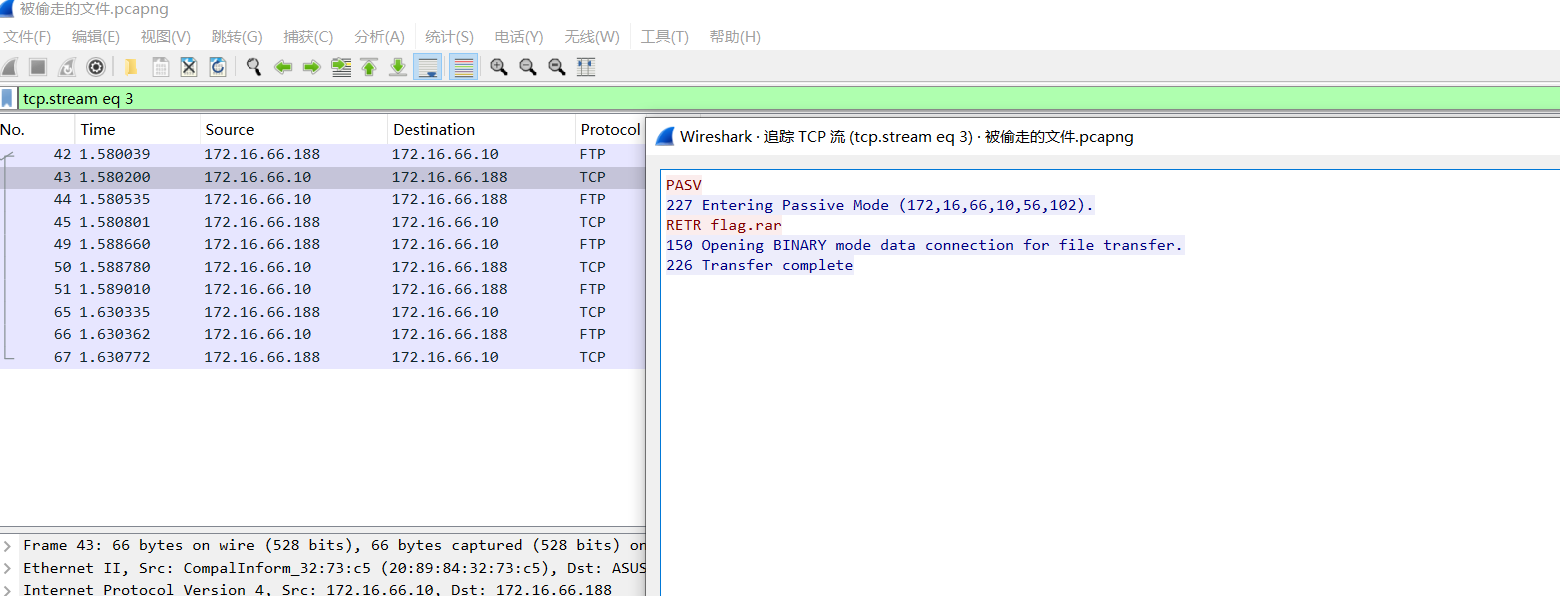 被偷走的文件.pcapng
文件(F) 编辑(E) 视图(V) 跳转(G) 捕获(C) 分析(A) 统计(S) 电话(Y) 无线(W) 工具(T) 帮助(H)
tcp.stream eq 3
No. Time Source Destination Protocol
42 1.580039 172.16.66.188 172.16.66.10 FTP
43 1.580200 172.16.66.10 172.16.66.188 TCP
44 1.580535 172.16.66.10 172.16.66.188 FTP
45 1.580801 172.16.66.188 172.16.66.10 TCP
49 1.588660 172.16.66.188 172.16.66.10 FTP
50 1.588780 172.16.66.10 172.16.66.188 TCP
51 1.589010 172.16.66.10 172.16.66.188 FTP
65 1.630335 172.16.66.188 172.16.66.10 TCP
66 1.630362 172.16.66.10 172.16.66.188 FTP
67 1.630772 172.16.66.188 172.16.66.10 TCP
Wireshark · 追踪 TCP 流 (tcp.stream eq 3) · 被偷走的文件.pcapng
PASV
227 Entering Passive Mode (172,16,66,10,56,102).
RETR flag.rar
150 Opening BINARY mode data connection for file transfer.
226 Transfer complete
Frame 43: 66 bytes on wire (528 bits), 66 bytes captured (528 bits) on
Ethernet II, Src: CompalInform_32:73:c5 (20:89:84:32:73:c5), Dst: ASUS
Internet Protocol Version 4, Src: 172.16.66.10, Dst: 172.16.66.188